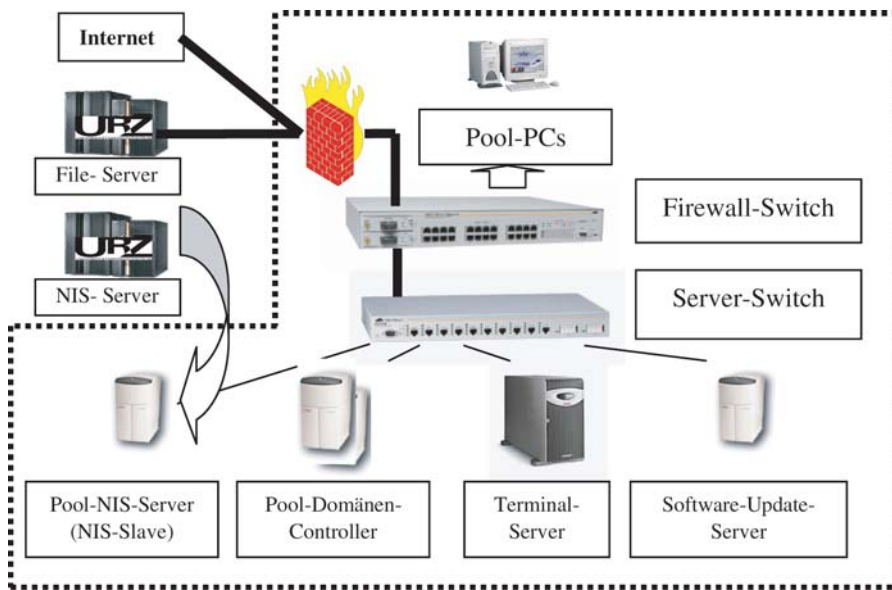 Internet
URZ
File- Server
URZ
NIS- Server
Pool-PCs
Firewall-Switch
Server-Switch
Pool-NIS-Server
(NIS-Slave)
Pool-Domänen-
Controller
Terminal-
Server
Software-Update-
Server